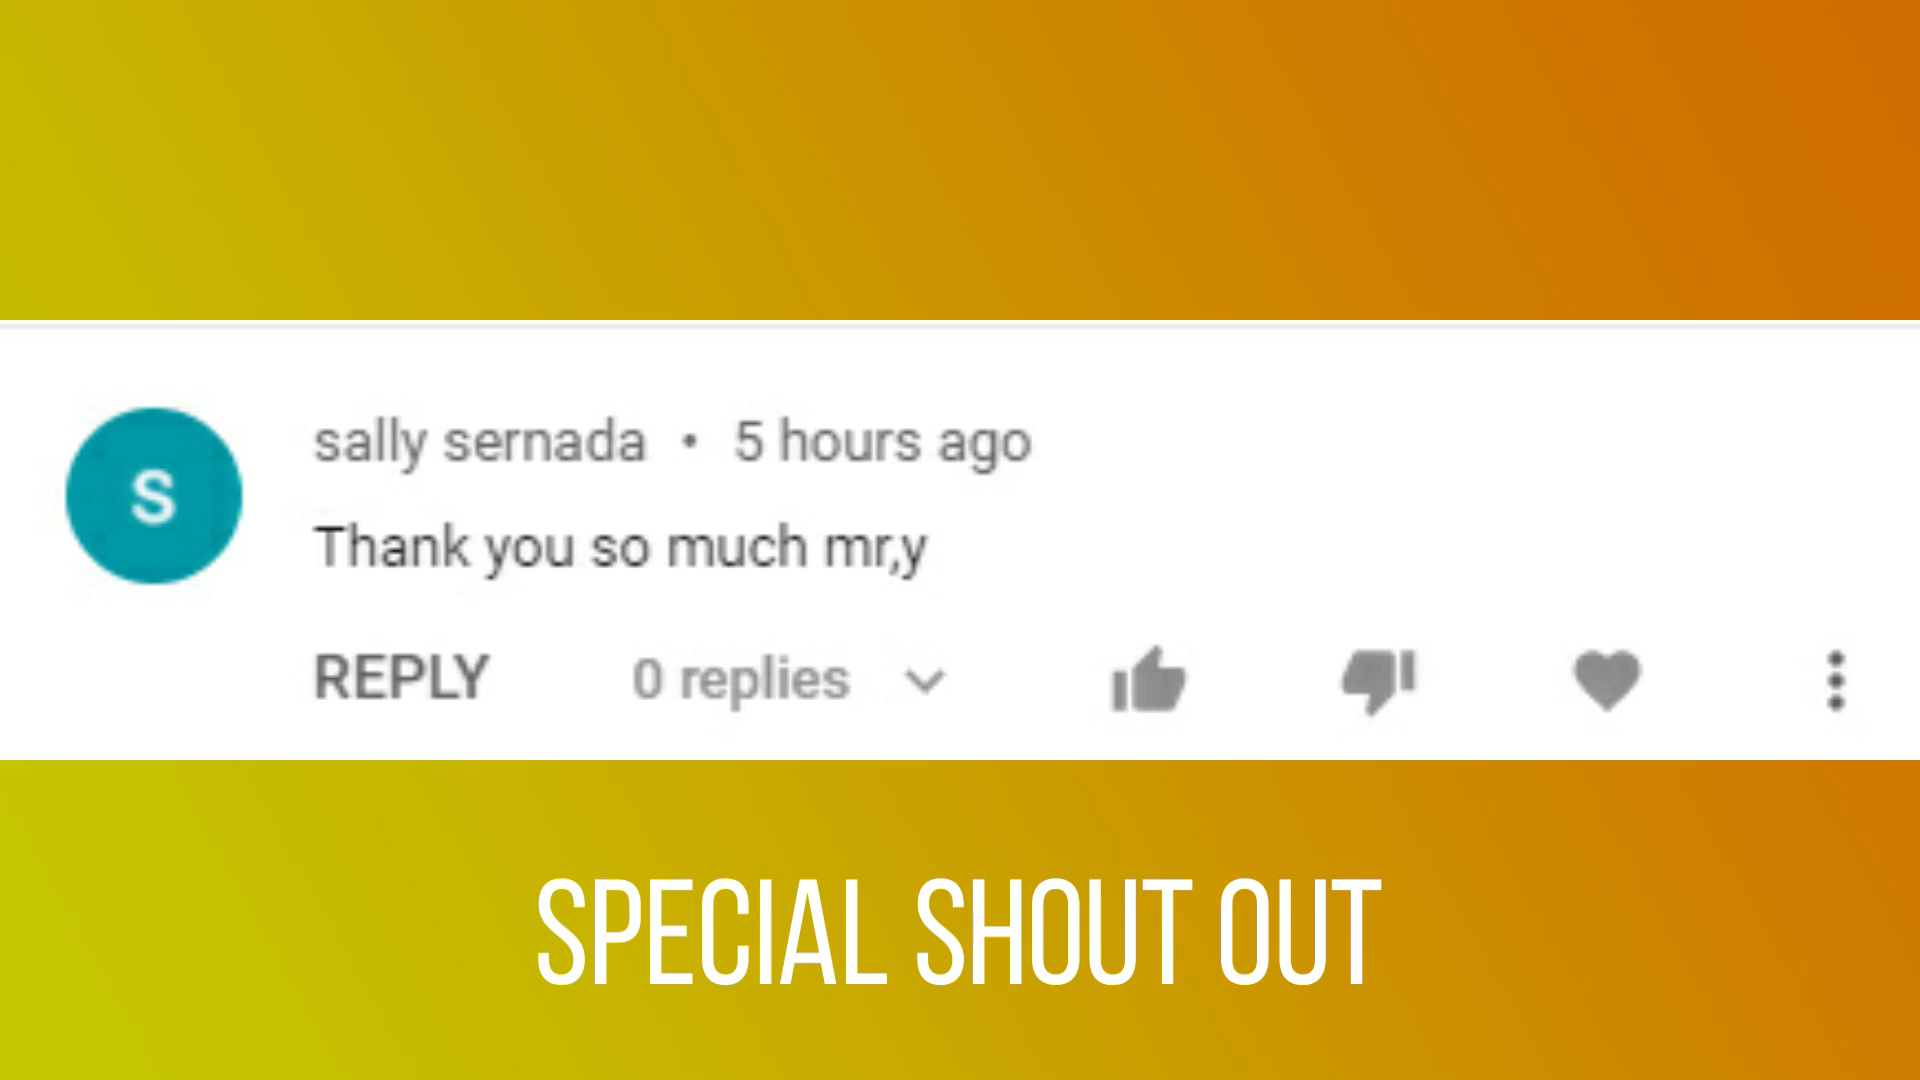 S
sally sernada • 5 hours ago
Thank you so much mr,y
REPLY 0 replies
SPECIAL SHOUT OUT